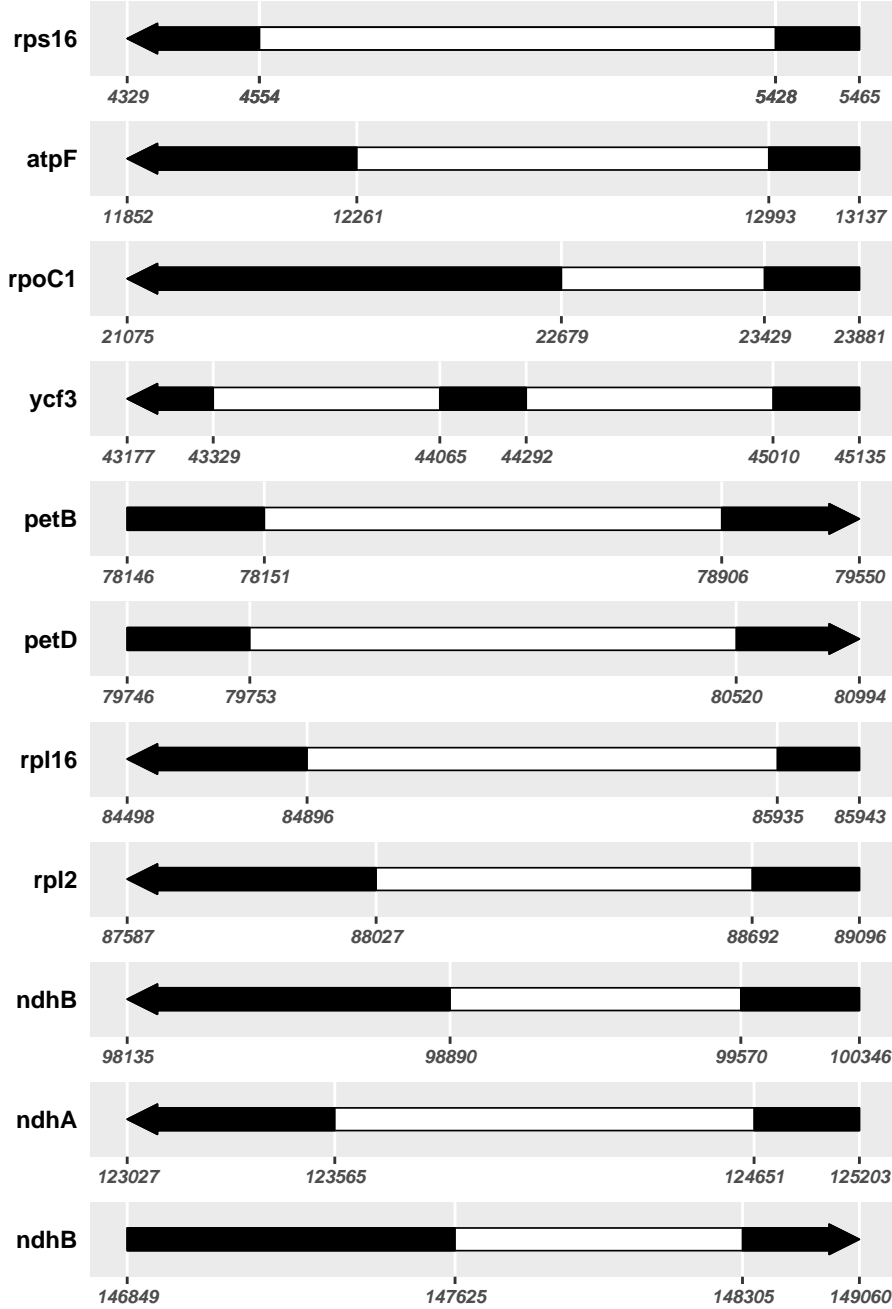 rps16
4329 4554 5428 5465
atpF
11852 12261 12993 13137
rpoC1
21075 22679 23429 23881
ycf3
43177 43329 44065 44292 45010 45135
petB
78146 78151 78906 79550
petD
79746 79753 80520 80994
rpl16
84498 84896 85935 85943
rpl2
87587 88027 88692 89096
ndhB
98135 98890 99570 100346
ndhA
123027 123565 124651 125203
ndhB
146849 147625 148305 149060